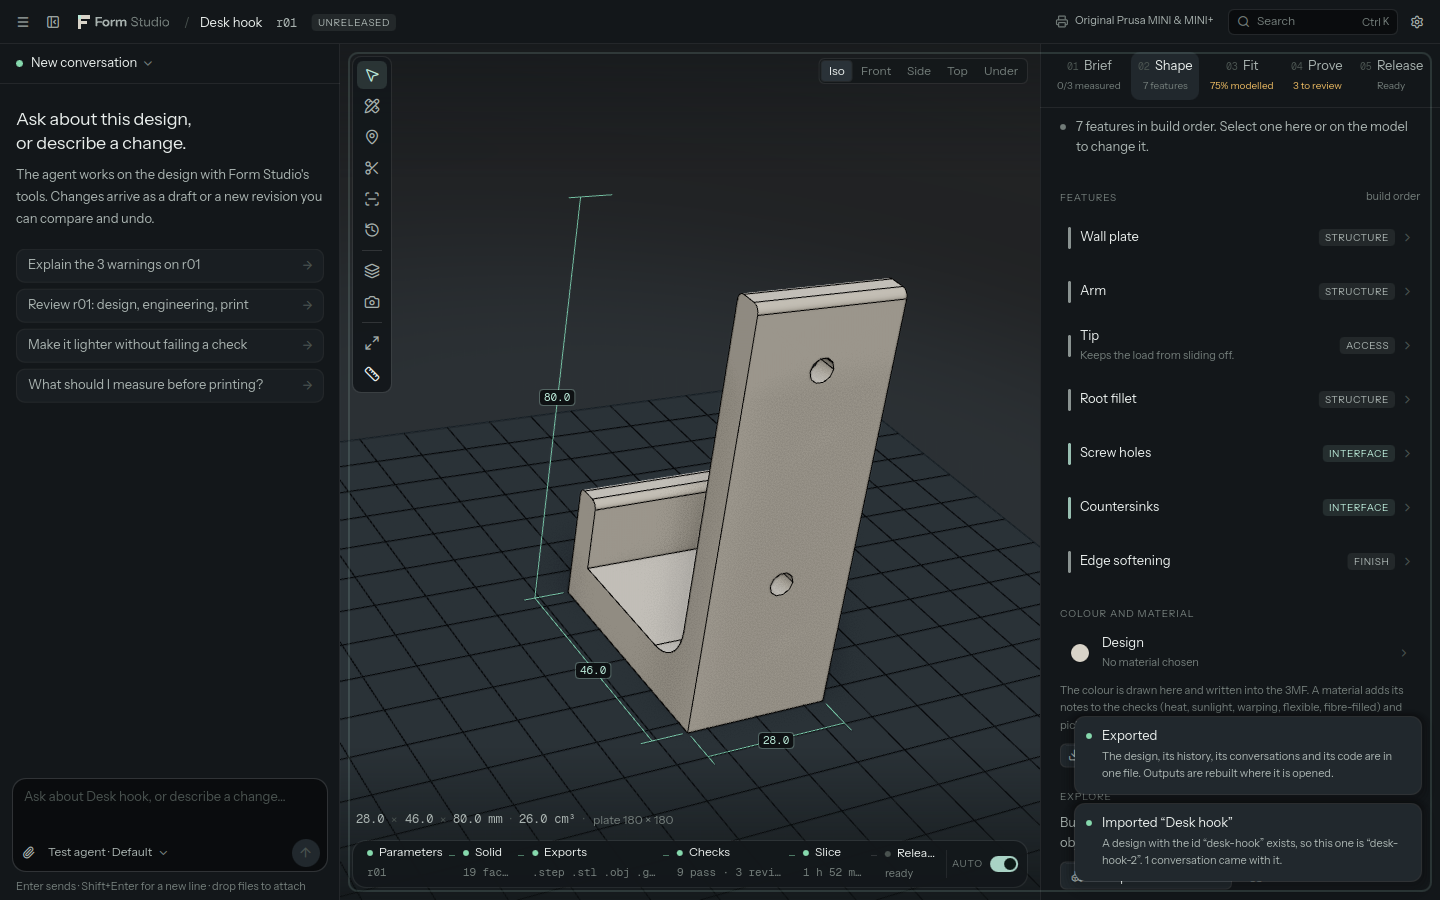 Form Studio / Desk hook r01 UNRELEASED
Original Prusa MINI & MINI+
Search Ctrl K
New conversation
Ask about this design,
or describe a change.
The agent works on the design with Form Studio's
tools. Changes arrive as a draft or a new revision you
can compare and undo.
Explain the 3 warnings on r01
Review r01: design, engineering, print
Make it lighter without failing a check
What should I measure before printing?
Ask about Desk hook, or describe a change...
Test agent · Default
Enter sends · Shift+Enter for a new line · drop files to attach
Iso Front Side Top Under
80.0
46.0
28.0
28.0 × 46.0 × 80.0 mm · 26.0 cm³ · plate 180 × 180
Parameters Solid Exports Checks Slice Relea…
r01 19 fac… .step .stl .obj .g… 9 pass · 3 revi… 1 h 52 m… ready
AUTO
01 Brief 02 Shape 03 Fit 04 Prove 05 Release
0/3 measured 7 features 75% modelled 3 to review Ready
7 features in build order. Select one here or on the model
to change it.
FEATURES build order
Wall plate STRUCTURE
Arm STRUCTURE
Tip
Keeps the load from sliding off.
ACCESS
Root fillet STRUCTURE
Screw holes INTERFACE
Countersinks INTERFACE
Edge softening FINISH
COLOUR AND MATERIAL
Design
No material chosen
The colour is drawn here and written into the 3MF. A material adds its
notes to the checks (heat, sunlight, warping, flexible, fibre-filled) and
pic
Exported
The design, its history, its conversations and its code are in
one file. Outputs are rebuilt where it is opened.
EXPLORE
Bu
ob
Imported “Desk hook”
A design with the id “desk-hook” exists, so this one is “desk-
hook-2”. 1 conversation came with it.